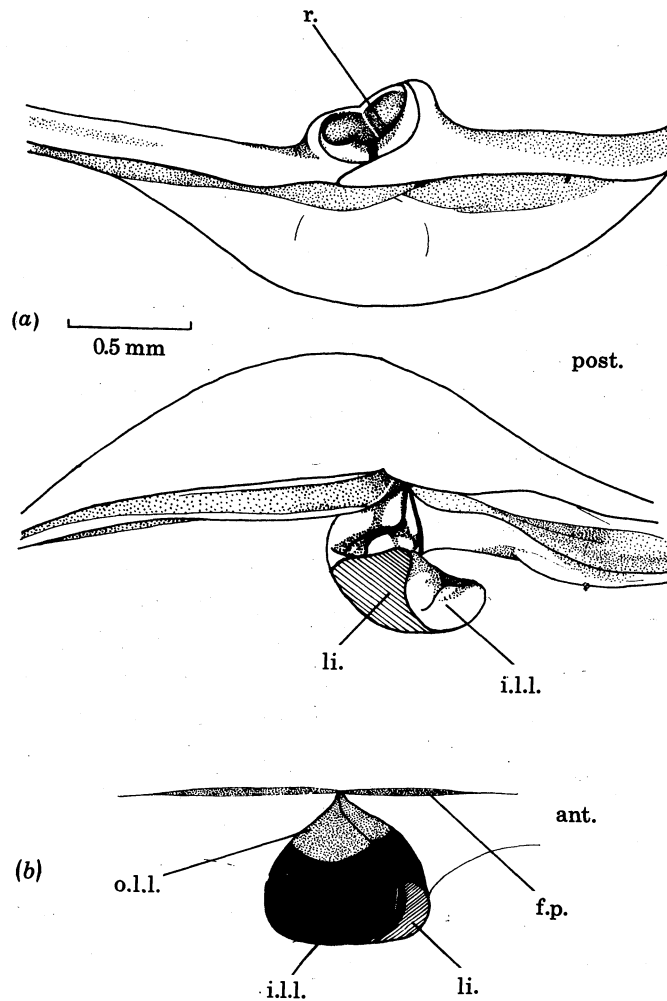 r.
(a)
0.5 mm
post.
li.
i.l.l.
ant.
(b)
o.l.l.
f.p.
i.l.l.
li.